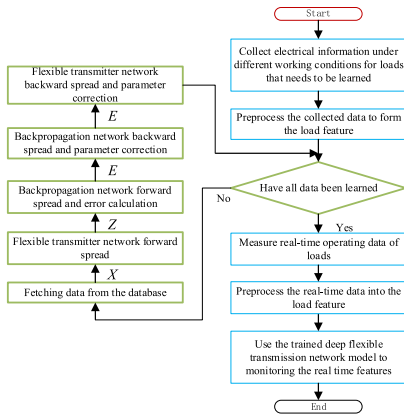 Start
Collect electrical information under
different working conditions for loads
that needs to be learned
Preprocess the collected data to form
the load feature
Have all data been learned
No
Yes
Fetching data from the database
X
Flexible transmitter network forward
spread
Z
Backpropagation network forward
spread and error calculation
E
Backpropagation network backward
spread and parameter correction
E
Flexible transmitter network
backward spread and parameter
correction
Measure real-time operating data of
loads
Preprocess the real-time data into the
load feature
Use the trained deep flexible
transmission network model to
monitoring the real time features
End